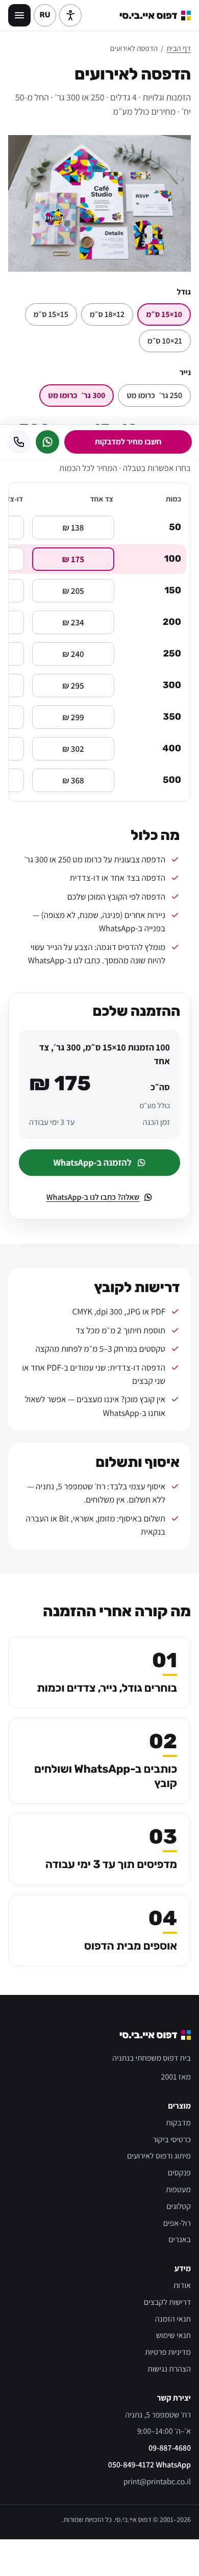 דפוס איי.בי.סי
RU
דף הבית / הדפסה לאירועים
הדפסה לאירועים
הזמנות וגלויות · 4 גדלים · 250 או 300 גר׳ · החל מ-50
יח׳ · מחירים כולל מע״מ
Café
Studio
RSVP
Details
גודל
10×15 ס״מ
12×18 ס״מ
15×15 ס״מ
21×10 ס״מ
נייר
250 גר׳ כרומו מט
300 גר׳ כרומו מט
חשבו מחיר למדבקות
בחרו אפשרות בטבלה · המחיר לכל הכמות
כמות
צד אחד
50
138 ₪
100
175 ₪
150
205 ₪
200
234 ₪
250
240 ₪
300
295 ₪
350
299 ₪
400
302 ₪
500
368 ₪
מה כלול
הדפסה צבעונית על כרומו מט 250 או 300 גר׳
הדפסה בצד אחד או דו-צדדית
הדפסה לפי הקובץ המוכן שלכם
ניירות אחרים (פנינה, שמנת, לא מצופה) —
בפנייה ב-WhatsApp
מומלץ להדפיס דוגמה: הצבע על הנייר עשוי
להיות שונה מהמסך. כתבו לנו ב-WhatsApp
ההזמנה שלכם
100 הזמנות 10×15 ס״מ, 300 גר׳, צד
אחד
סה״כ
175 ₪
כולל מע״מ
זמן הכנה
עד 3 ימי עבודה
להזמנה ב-WhatsApp
שאלה? כתבו לנו ב-WhatsApp
דרישות לקובץ
PDF או JPG, 300 dpi, CMYK
תוספת חיתוך 2 מ״מ מכל צד
טקסטים במרחק 3–5 מ״מ לפחות מהקצה
הדפסה דו-צדדית: שני עמודים ב-PDF אחד או
שני קבצים
אין קובץ מוכן? איננו מעצבים — אפשר לשאול
אותנו ב-WhatsApp
איסוף ותשלום
איסוף עצמי בלבד: רח׳ שטמפפר 5, נתניה —
ללא תשלום. אין משלוחים.
תשלום באיסוף: מזומן, אשראי, Bit או העברה
בנקאית
מה קורה אחרי ההזמנה
01
בוחרים גודל, נייר, צדדים וכמות
02
כותבים ב-WhatsApp ושולחים
קובץ
03
מדפיסים תוך עד 3 ימי עבודה
04
אוספים מבית הדפוס
דפוס איי.בי.סי
בית דפוס משפחתי בנתניה
מאז 2001
מוצרים
מדבקות
כרטיסי ביקור
מיתוג ודפוס לאירועים
פנקסים
מעטפות
קטלוגים
רול-אפים
באנרים
מידע
אודות
דרישות לקבצים
תנאי הזמנה
תנאי שימוש
מדיניות פרטיות
הצהרת נגישות
יצירת קשר
רח׳ שטמפפר 5, נתניה
א׳–ה׳ 9:00–14:00
09-887-4680
WhatsApp 050-849-4172
print@printabc.co.il
2001–2026 © דפוס איי.בי.סי. כל הזכויות שמורות.